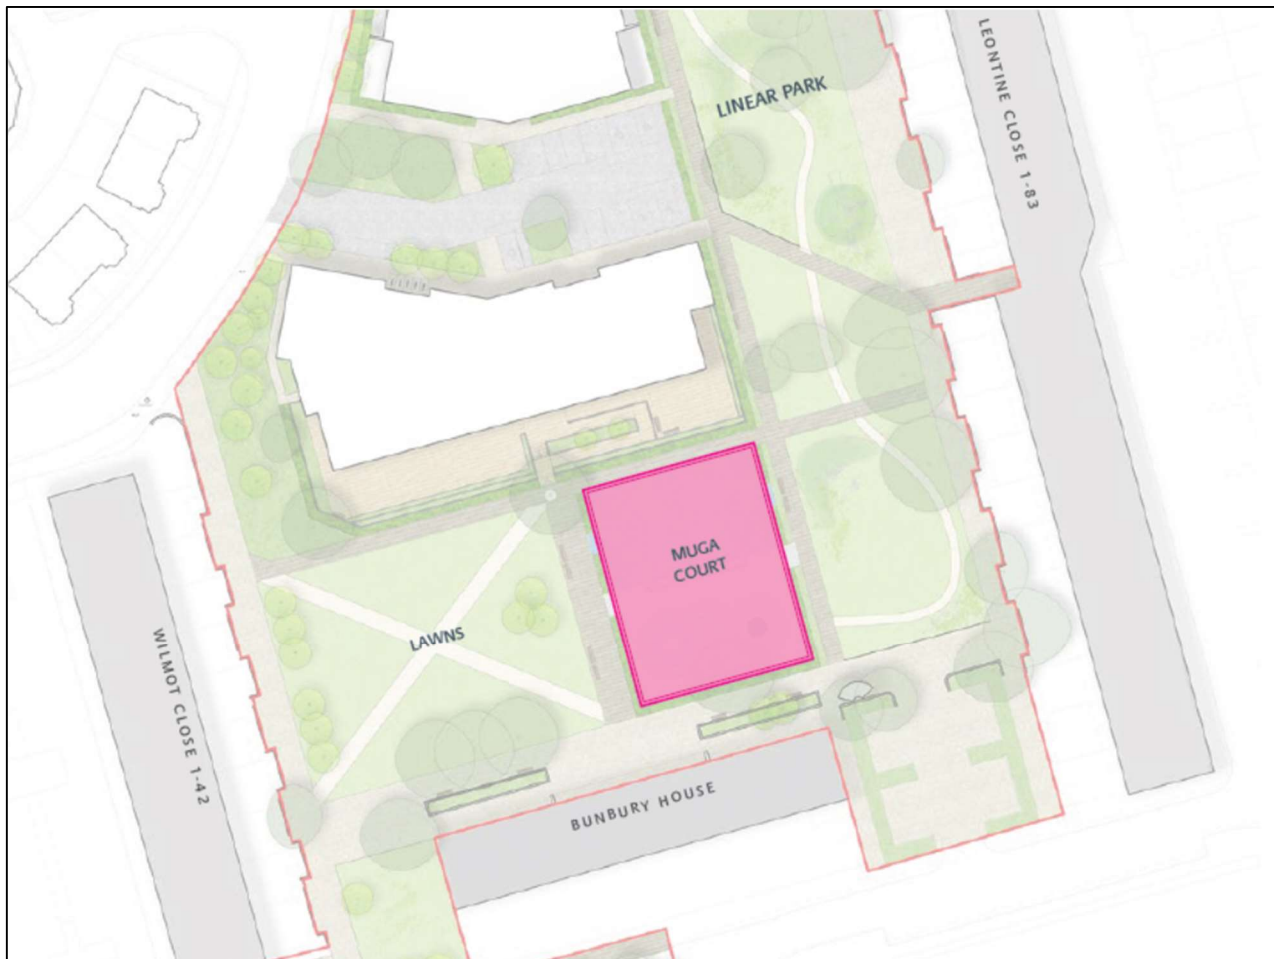 LEONTINE CLOSE 1-83
LINEAR PARK
MUGA
COURT
LAWNS
WILMOT CLOSE 1-42
BUNBURY HOUSE